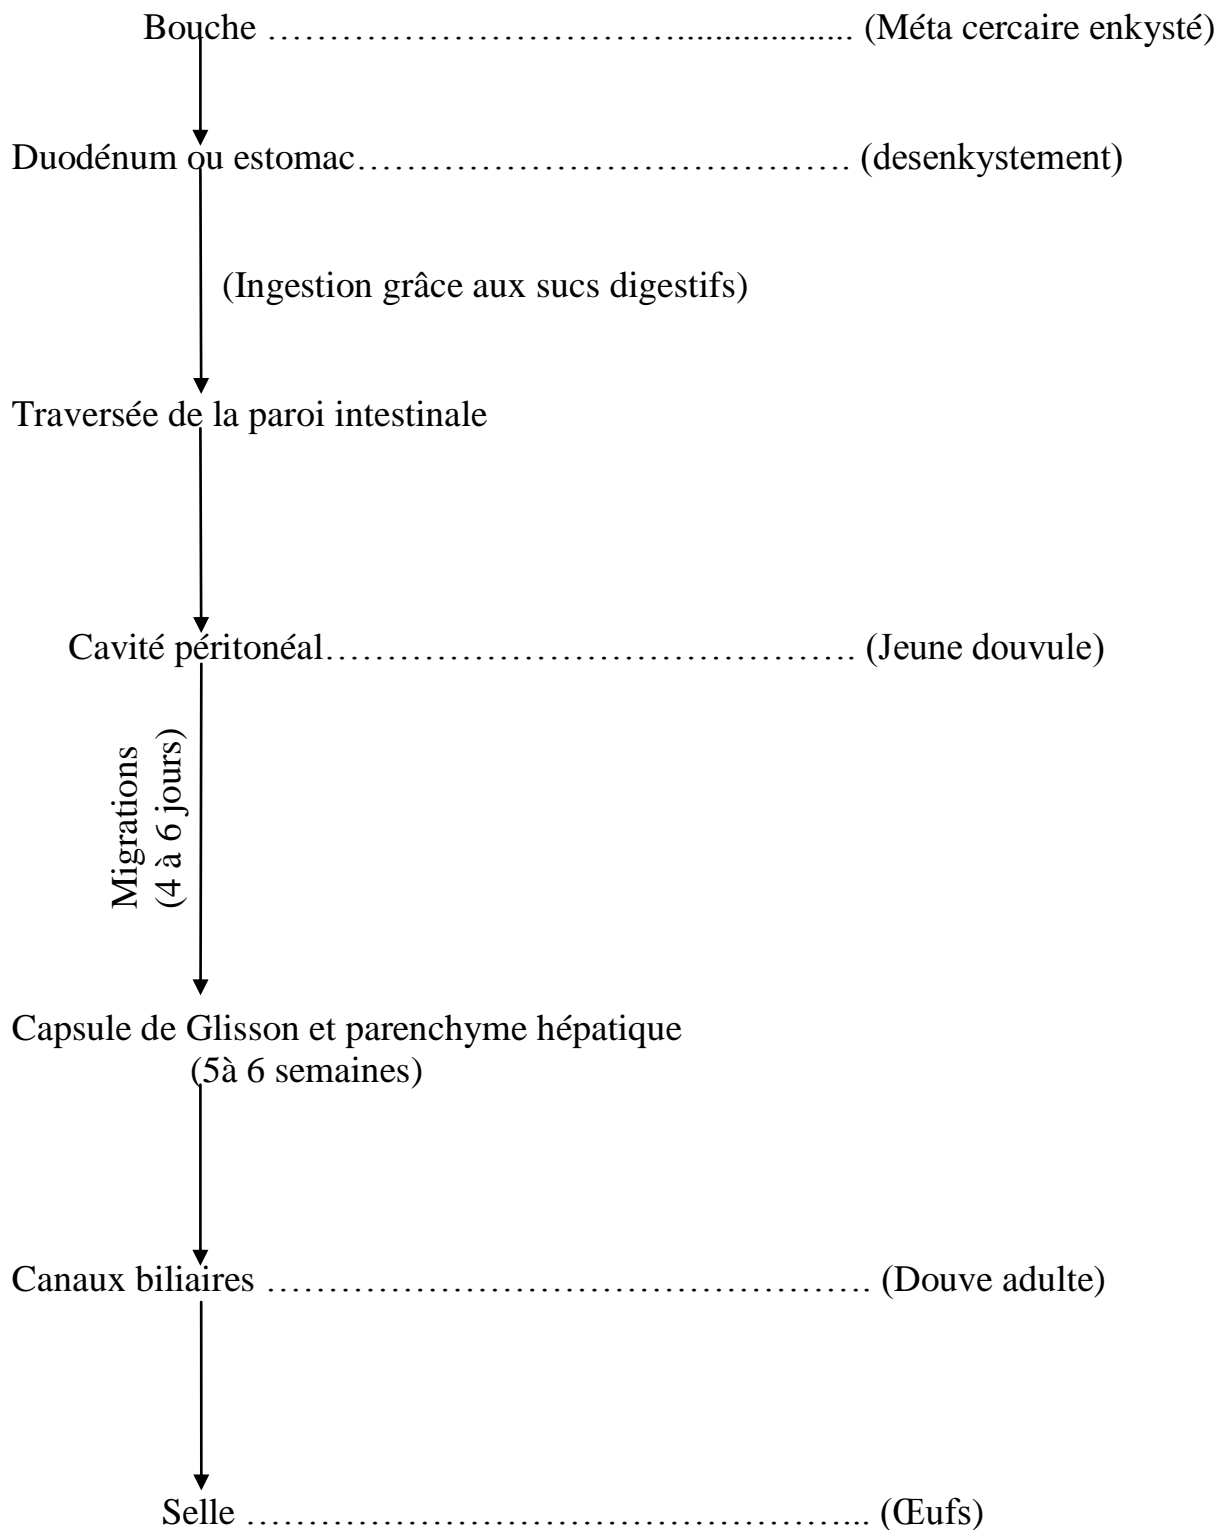 Bouche ……………………………................... (Méta cercaire enkysté)
Duodénum ou estomac…………………………………. (desenkystement)
(Ingestion grâce aux sucs digestifs)
Traversée de la paroi intestinale
Cavité péritonéal……………………………………. (Jeune douvule)
Migrations
(4 à 6 jours)
Capsule de Glisson et parenchyme hépatique
(5à 6 semaines)
Canaux biliaires …………………………………………. (Douve adulte)
Selle …………………………………………... (Œufs)